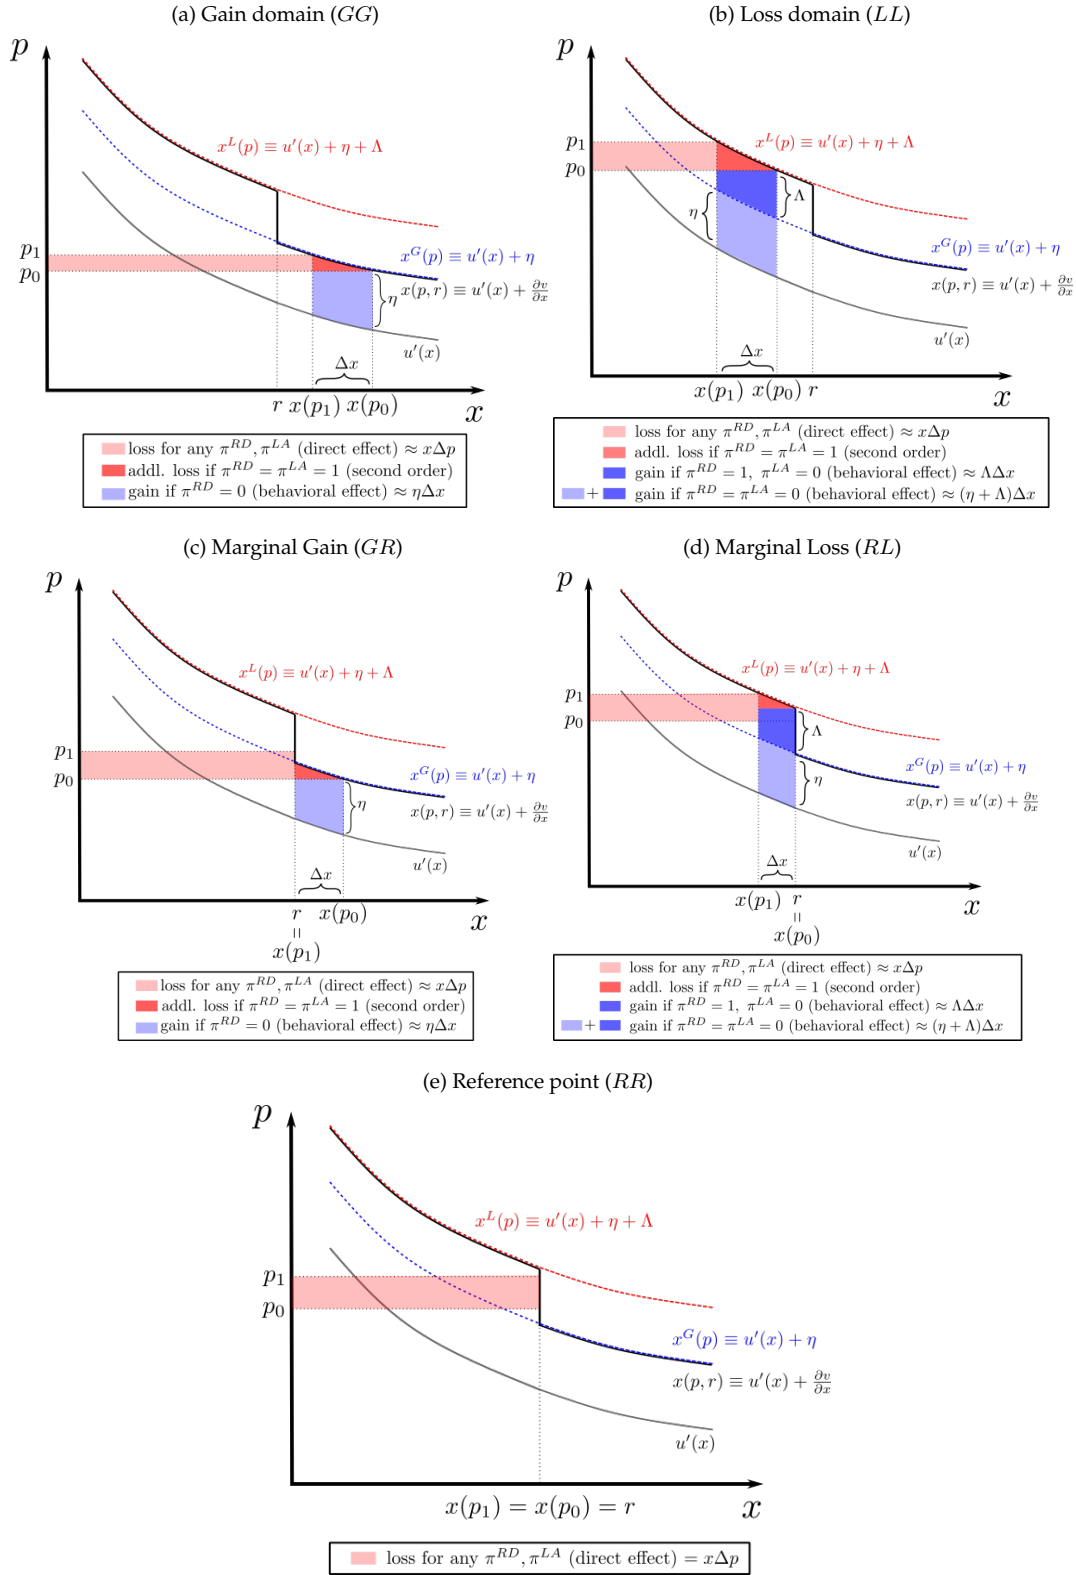 (a) Gain domain (GG)
p
x^L(p) ≡ u′(x) + η + Λ
x^G(p) ≡ u′(x) + η
x(p, r) ≡ u′(x) + ∂v/∂x
p₁
p₀
η
u′(x)
Δx
r x(p₁) x(p₀)
x
loss for any π^RD, π^LA (direct effect) ≈ xΔp
addl. loss if π^RD = π^LA = 1 (second order)
gain if π^RD = 0 (behavioral effect) ≈ ηΔx
(b) Loss domain (LL)
p
p₁
p₀
x^L(p) ≡ u′(x) + η + Λ
Λ
η
x^G(p) ≡ u′(x) + η
x(p, r) ≡ u′(x) + ∂v/∂x
u′(x)
Δx
x(p₁) x(p₀) r
x
loss for any π^RD, π^LA (direct effect) ≈ xΔp
addl. loss if π^RD = π^LA = 1 (second order)
gain if π^RD = 1, π^LA = 0 (behavioral effect) ≈ ΛΔx
+ gain if π^RD = π^LA = 0 (behavioral effect) ≈ (η + Λ)Δx
(c) Marginal Gain (GR)
p
x^L(p) ≡ u′(x) + η + Λ
p₁
p₀
x^G(p) ≡ u′(x) + η
η
x(p, r) ≡ u′(x) + ∂v/∂x
u′(x)
Δx
r x(p₀)
x
=
x(p₁)
loss for any π^RD, π^LA (direct effect) ≈ xΔp
addl. loss if π^RD = π^LA = 1 (second order)
gain if π^RD = 0 (behavioral effect) ≈ ηΔx
(d) Marginal Loss (RL)
p
x^L(p) ≡ u′(x) + η + Λ
p₁
p₀
Λ
x^G(p) ≡ u′(x) + η
η
x(p, r) ≡ u′(x) + ∂v/∂x
u′(x)
Δx
x(p₁) r
x
=
x(p₀)
loss for any π^RD, π^LA (direct effect) ≈ xΔp
addl. loss if π^RD = π^LA = 1 (second order)
gain if π^RD = 1, π^LA = 0 (behavioral effect) ≈ ΛΔx
+ gain if π^RD = π^LA = 0 (behavioral effect) ≈ (η + Λ)Δx
(e) Reference point (RR)
p
x^L(p) ≡ u′(x) + η + Λ
p₁
p₀
x^G(p) ≡ u′(x) + η
x(p, r) ≡ u′(x) + ∂v/∂x
u′(x)
x(p₁) = x(p₀) = r
x
loss for any π^RD, π^LA (direct effect) = xΔp